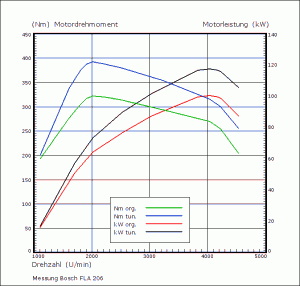 (Nm) Motordrehmoment Motorleistung (kW)
450 140
400 120
350 100
300 80
250 60
200 40
150 20
100 0
50
0
1000 2000 3000 4000 5000
Nm org.
Nm tun.
kW org.
kW tun.
Drehzahl (U/min)
Messung Bosch FLA 206